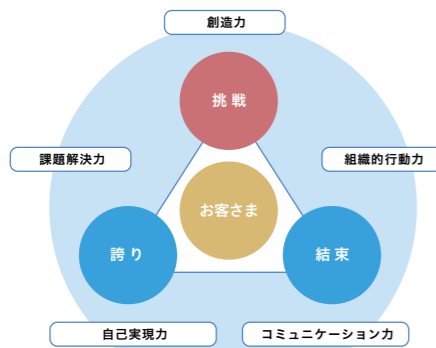 創造力
挑戦
課題解決力
組織的行動力
お客さま
誇り
結束
自己実現力
コミュニケーション力